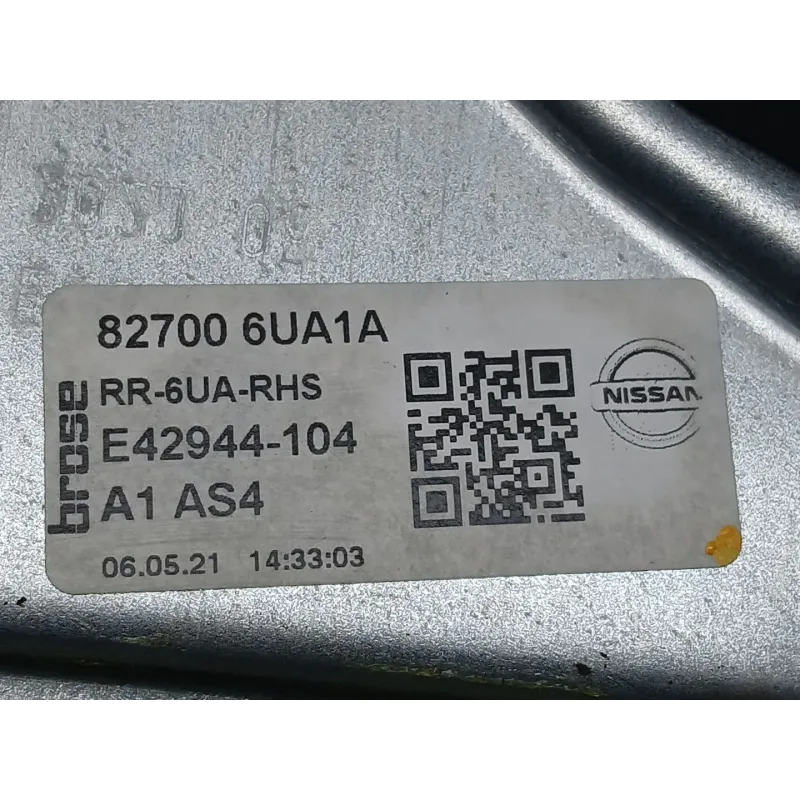 82700 6UA1A
RR-6UA-RHS
E42944-104
A1 AS4
06.05.21 14:33:03
brose
NISSAN